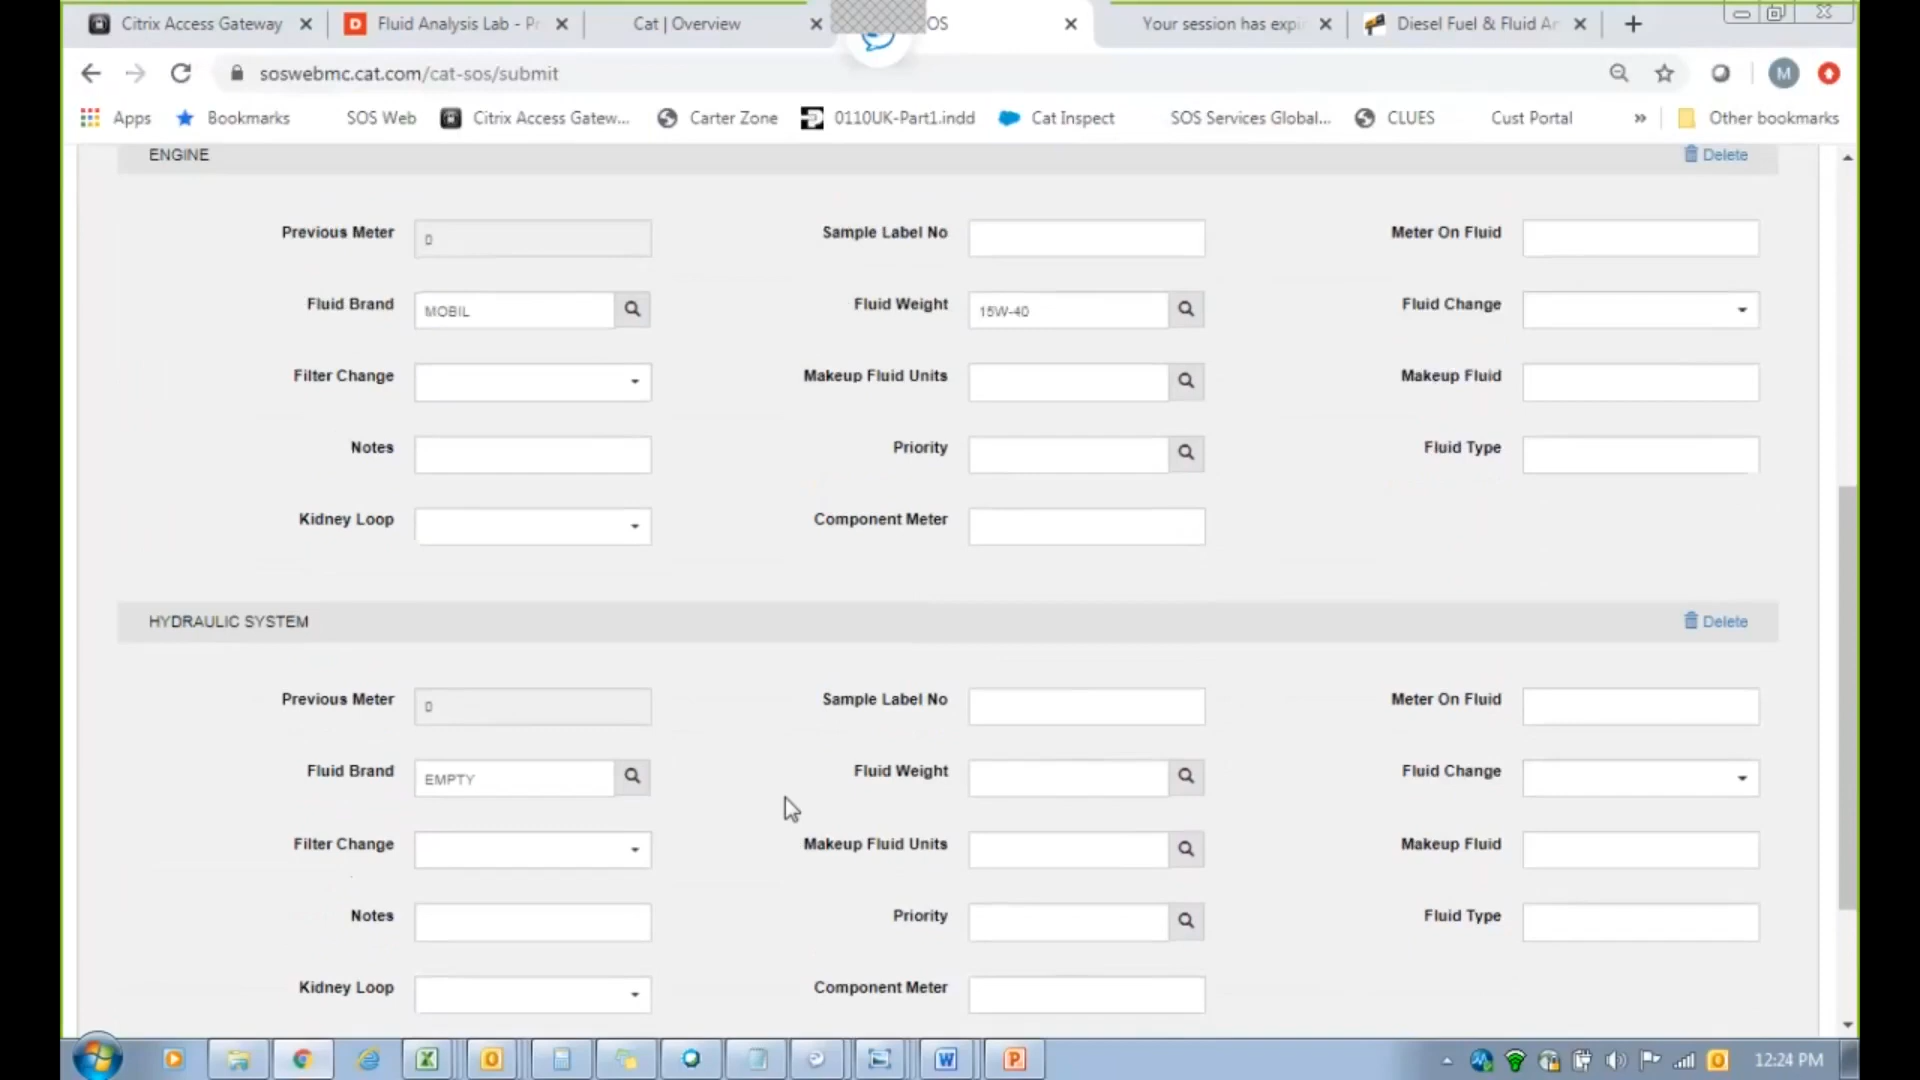 Citrix Access Gateway
Fluid Analysis Lab - Pr
Cat | Overview
OS
Your session has expi
Diesel Fuel & Fluid Ar
soswebmc.cat.com/cat-sos/submit
M
Apps
Bookmarks
SOS Web
Citrix Access Gatew...
Carter Zone
0110UK-Part1.indd
Cat Inspect
SOS Services Global...
CLUES
Cust Portal
»
Other bookmarks
ENGINE
Delete
Previous Meter
0
Sample Label No
Meter On Fluid
Fluid Brand
MOBIL
Fluid Weight
15W-40
Fluid Change
Filter Change
Makeup Fluid Units
Makeup Fluid
Notes
Priority
Fluid Type
Kidney Loop
Component Meter
HYDRAULIC SYSTEM
Delete
Previous Meter
0
Sample Label No
Meter On Fluid
Fluid Brand
EMPTY
Fluid Weight
Fluid Change
Filter Change
Makeup Fluid Units
Makeup Fluid
Notes
Priority
Fluid Type
Kidney Loop
Component Meter
12:24 PM